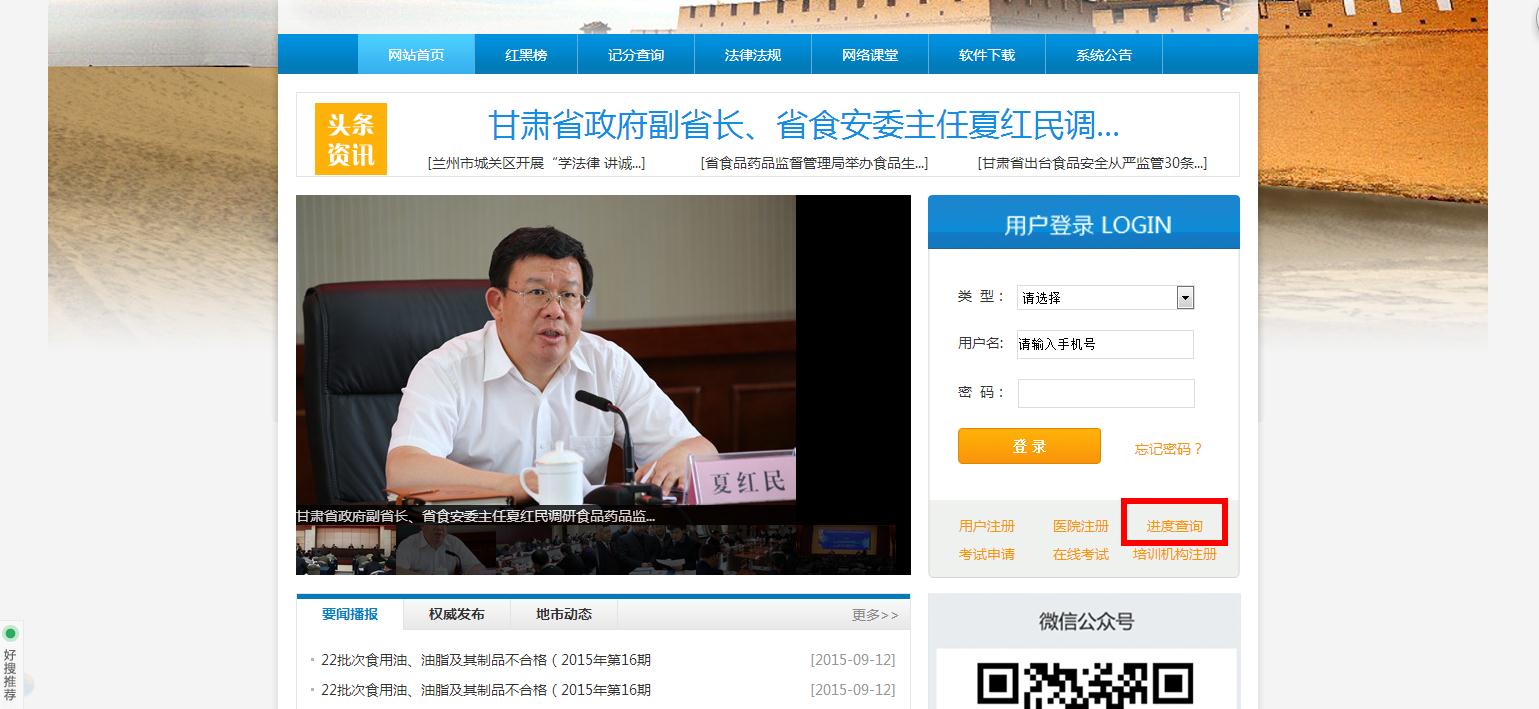 网站首页 红黑榜 记分查询 法律法规 网络课堂 软件下载 系统公告
头条
资讯
甘肃省政府副省长、省食安委主任夏红民调...
[兰州市城关区开展“学法律 讲诚...] [省食品药品监督管理局举办食品生...] [甘肃省出台食品安全从严监管30条...]
夏红民
甘肃省政府副省长、省食安委主任夏红民调研食品药品监...
用户登录 LOGIN
类 型： 请选择
用户名: 请输入手机号
密 码：
登 录 忘记密码？
用户注册 医院注册 进度查询
考试申请 在线考试 培训机构注册
要闻播报 权威发布 地市动态 更多>>
22批次食用油、油脂及其制品不合格（2015年第16期 [2015-09-12]
22批次食用油、油脂及其制品不合格（2015年第16期 [2015-09-12]
微信公众号
好搜推荐